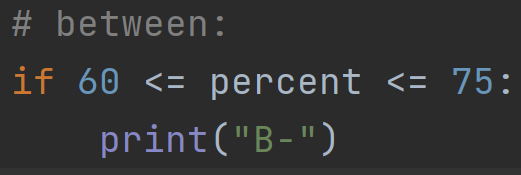 # between:
if 60 <= percent <= 75:
    print("B-")